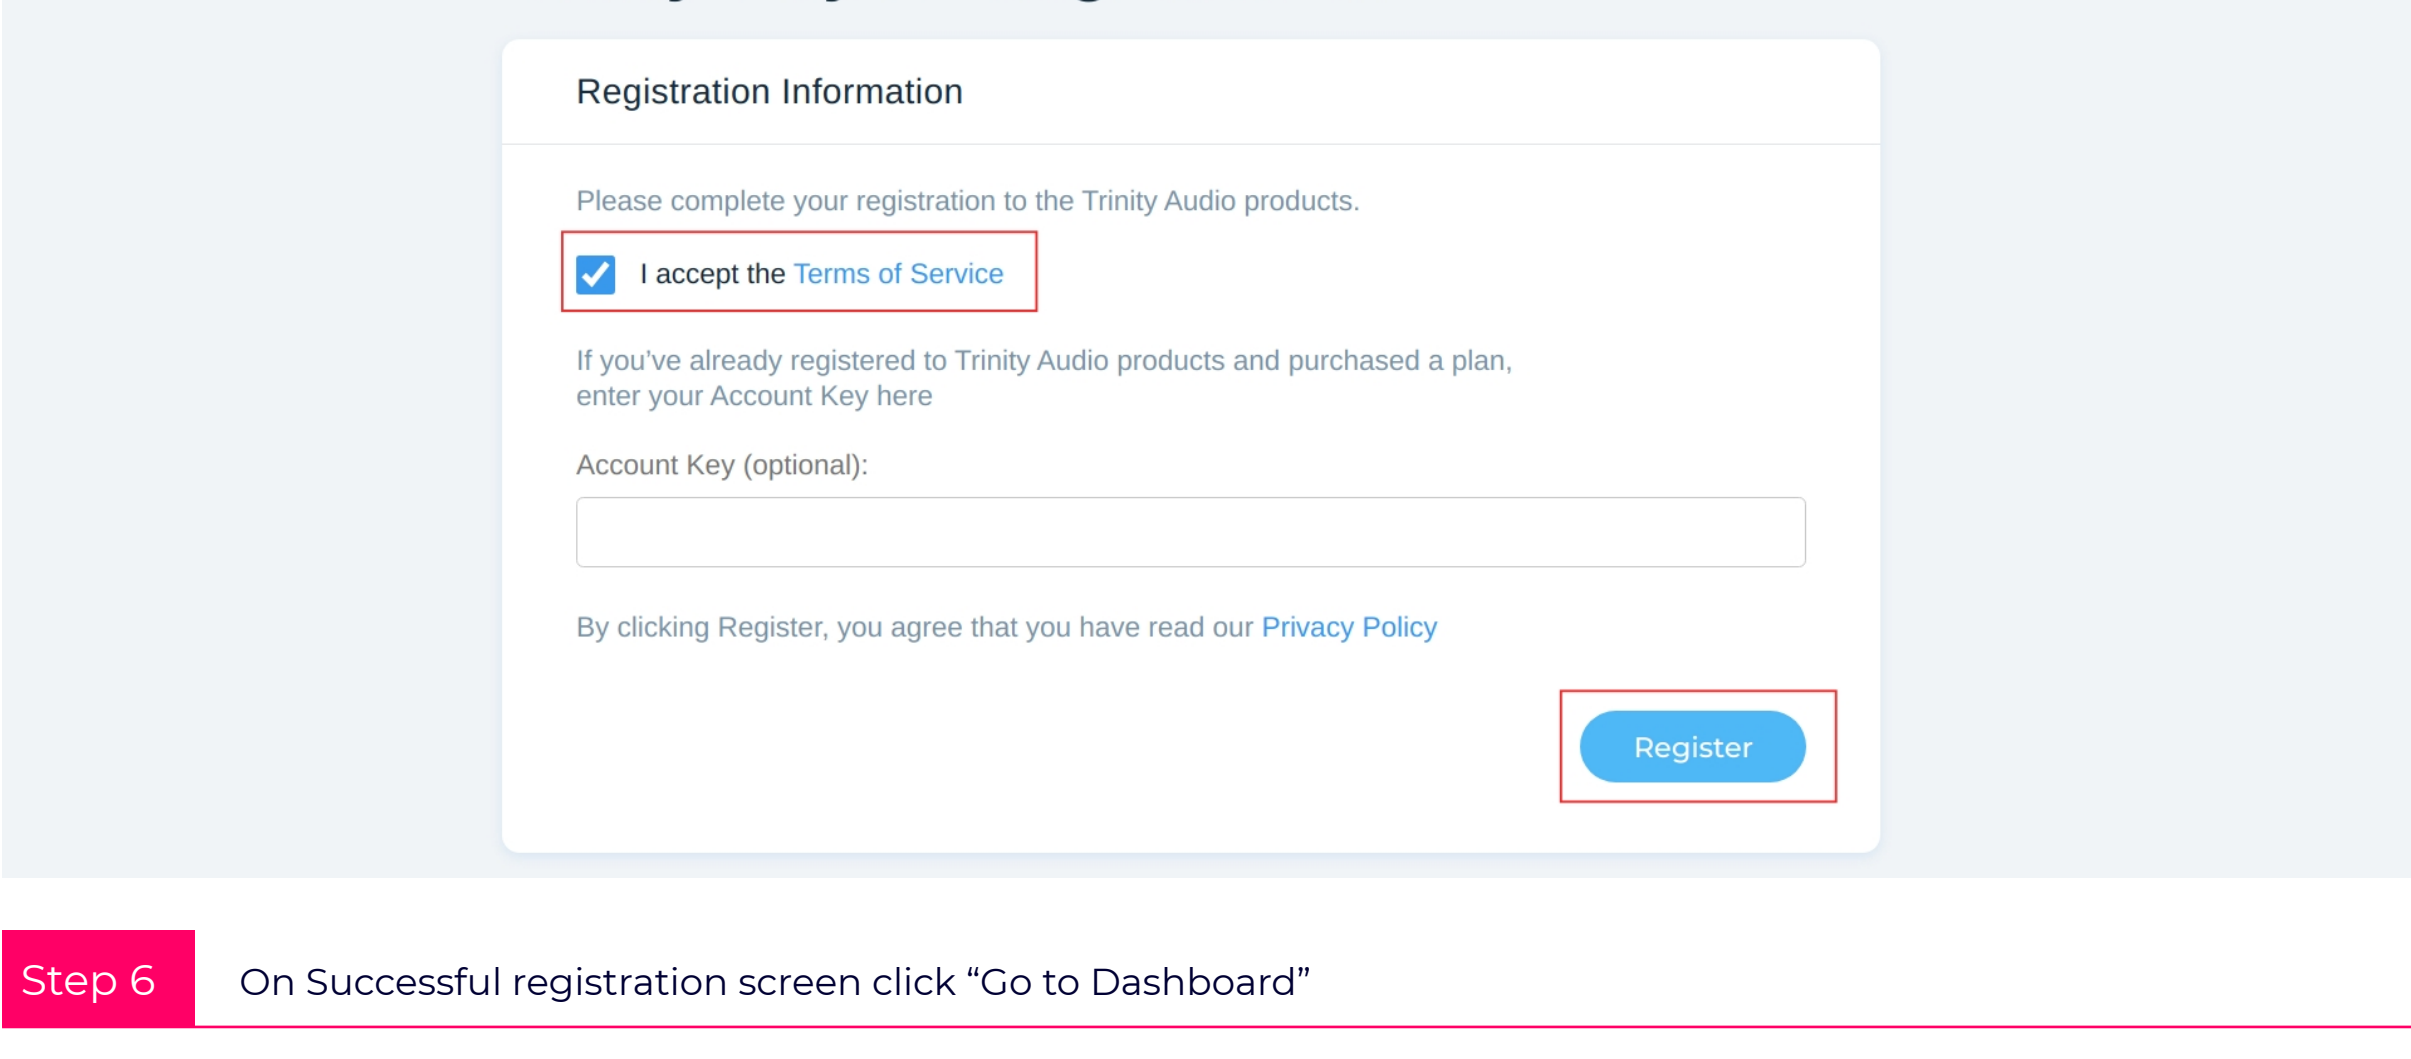 Registration Information
Please complete your registration to the Trinity Audio products.
I accept the Terms of Service
If you’ve already registered to Trinity Audio products and purchased a plan,
enter your Account Key here
Account Key (optional):
By clicking Register, you agree that you have read our Privacy Policy
Register
Step 6
On Successful registration screen click “Go to Dashboard”